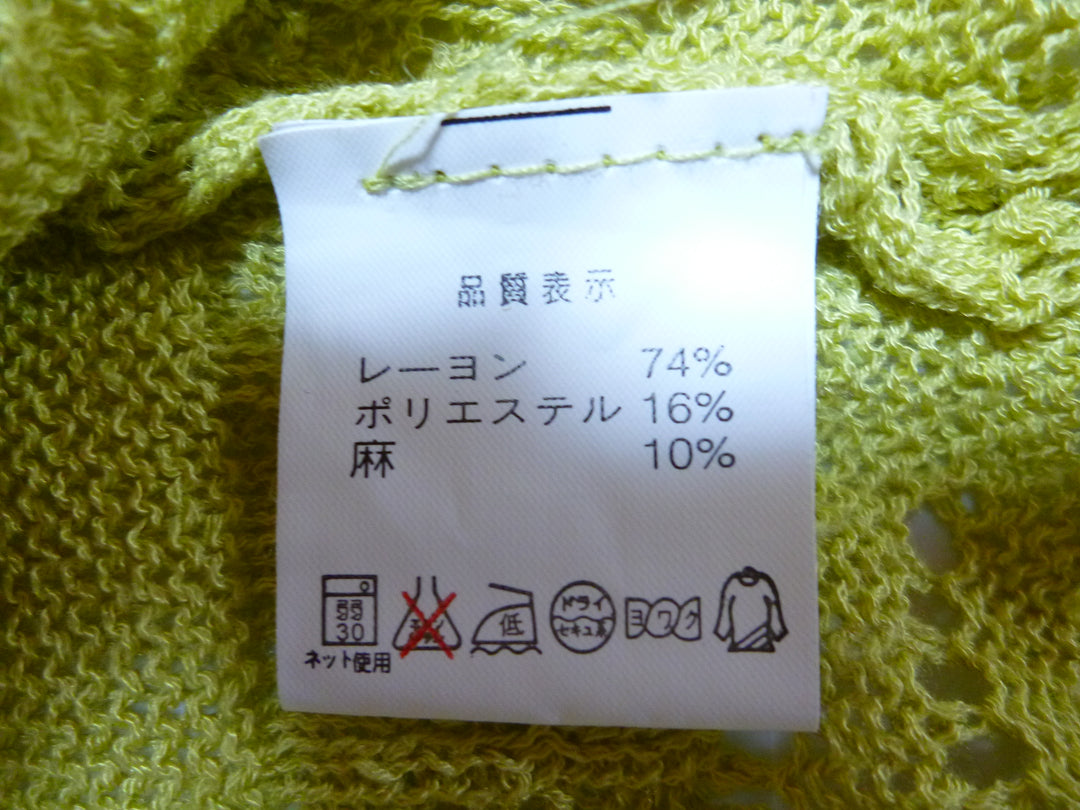 品質表示
レーヨン 74%
ポリエステル 16%
麻 10%
弱 30 低 ドライ セキユ系 ヨワク
ネット使用